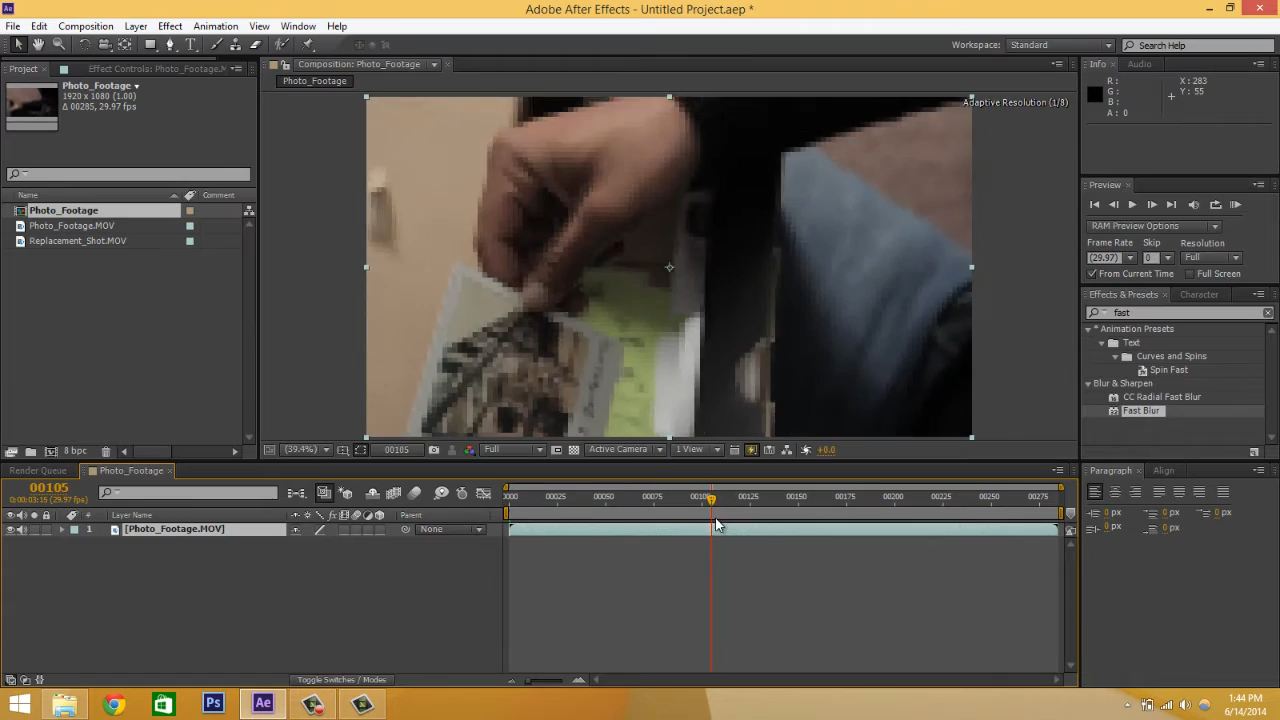 Adobe After Effects - Untitled Project.aep *
File Edit Composition Layer Effect Animation View Window Help
Workspace: Standard Search Help
Project Effect Controls: Photo_Footage.M
Composition: Photo_Footage
Info Audio
Photo_Footage
1920 x 1080 (1.00)
Δ 00285, 29.97 fps
Photo_Footage
Adaptive Resolution (1/8)
R :
G :
B :
A : 0
X : 283
Y : 55
Name Comment
Photo_Footage
Photo_Footage.MOV
Replacement_Shot.MOV
Preview
RAM Preview Options
Frame Rate Skip Resolution
(29.97) 0 Full
From Current Time Full Screen
Effects & Presets Character
fast
* Animation Presets
Text
Curves and Spins
Spin Fast
Blur & Sharpen
CC Radial Fast Blur
Fast Blur
8 bpc
(39.4%) 00105 Full Active Camera 1 View +0.0
Render Queue Photo_Footage
Paragraph Align
00105
0:00:03:15 (29.97 fps)
0000 00025 00050 00075 00100 00125 00150 00175 00200 00225 00250 00275
# Layer Name Parent
1 [Photo_Footage.MOV] None
0 px 0 px 0 px
0 px 0 px
Toggle Switches / Modes
Ps Ae
1:44 PM
6/14/2014